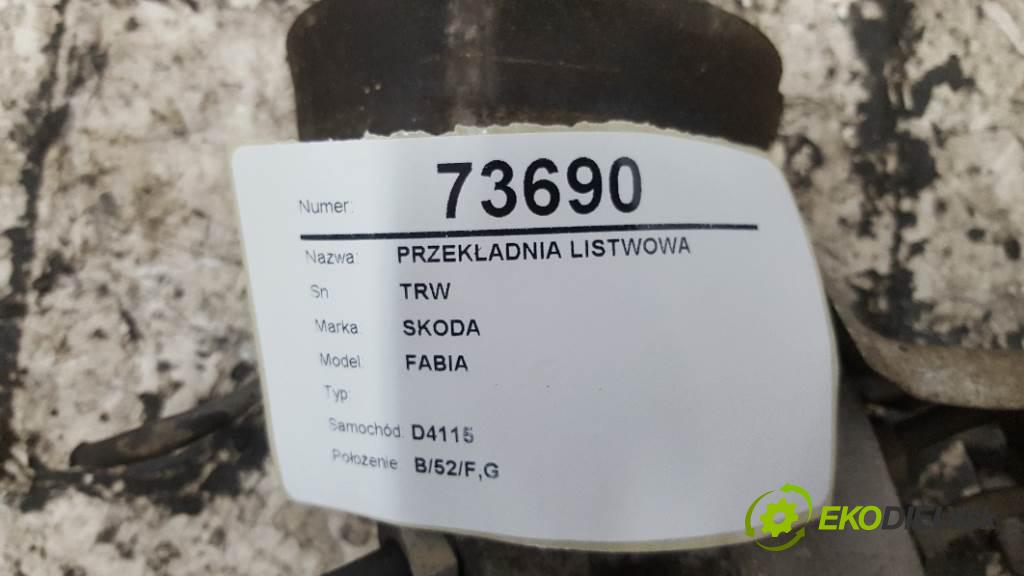 Numer: 73690
Nazwa: PRZEKŁADNIA LISTWOWA
Sn TRW
Marka: SKODA
Model: FABIA
Typ:
Samochód: D4115
Położenie B/52/F,G